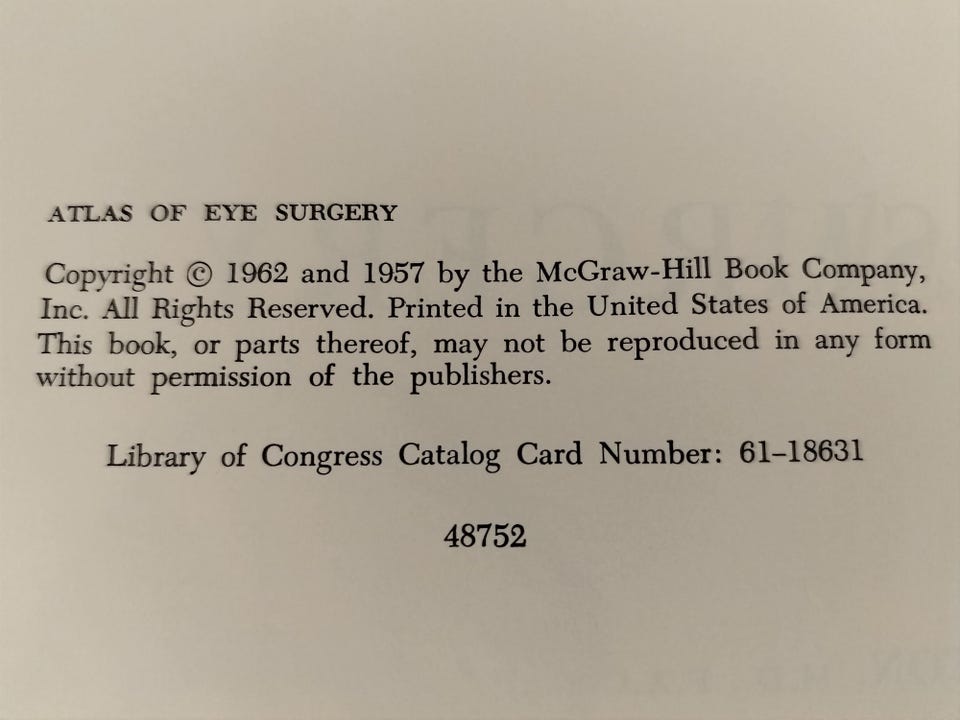 ATLAS OF EYE SURGERY
Copyright © 1962 and 1957 by the McGraw-Hill Book Company,
Inc. All Rights Reserved. Printed in the United States of America.
This book, or parts thereof, may not be reproduced in any form
without permission of the publishers.
Library of Congress Catalog Card Number: 61–18631
48752